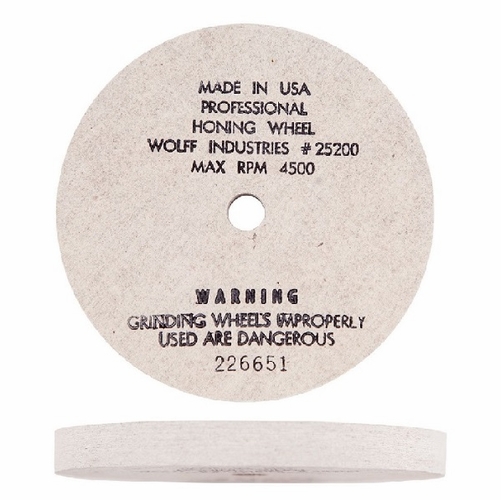 MADE IN USA
PROFESSIONAL
HONING WHEEL
WOLFF INDUSTRIES # 25200
MAX RPM 4500
WARNING
GRINDING WHEELS IMPROPERLY
USED ARE DANGEROUS
226651